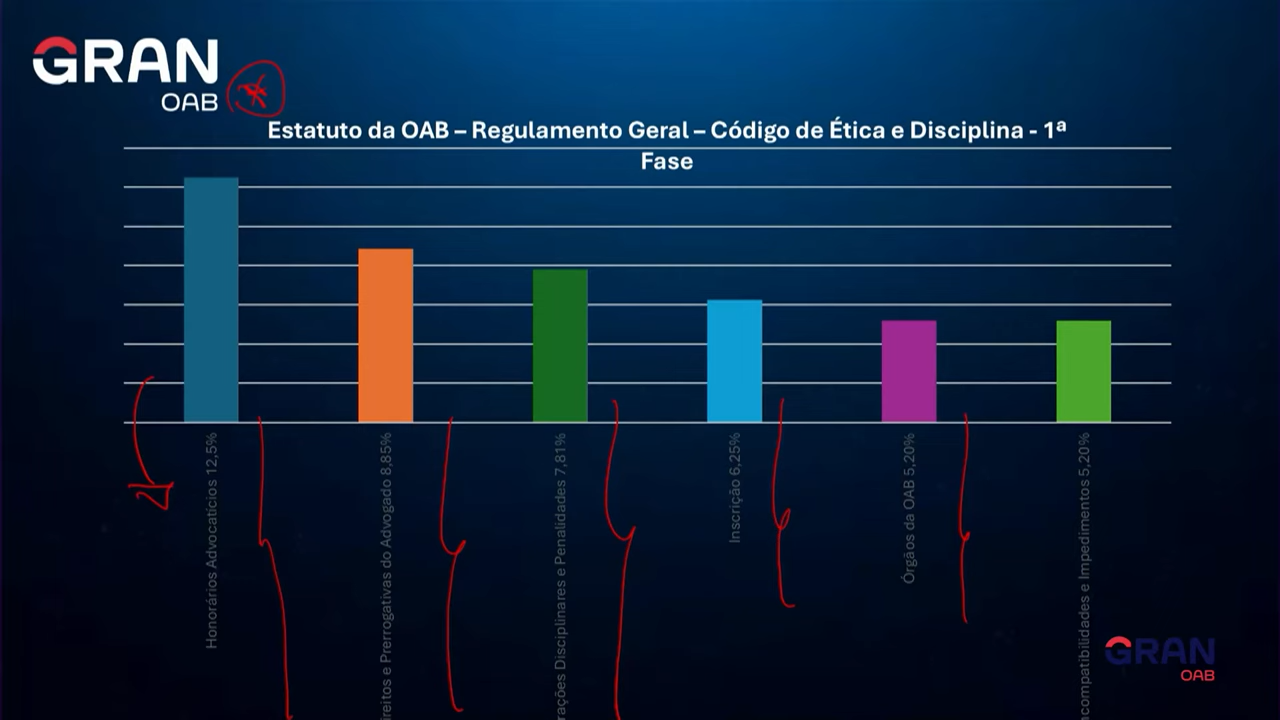 GRAN
OAB
Estatuto da OAB – Regulamento Geral – Código de Ética e Disciplina - 1ª
Fase
Honorários Advocatícios 12,5%
ireitos e Prerrogativas do Advogado 8,85%
rações Disciplinares e Penalidades 7,81%
Inscrição 6,25%
Órgãos da OAB 5,20%
ncompatibilidades e Impedimentos 5,20%
GRAN
OAB